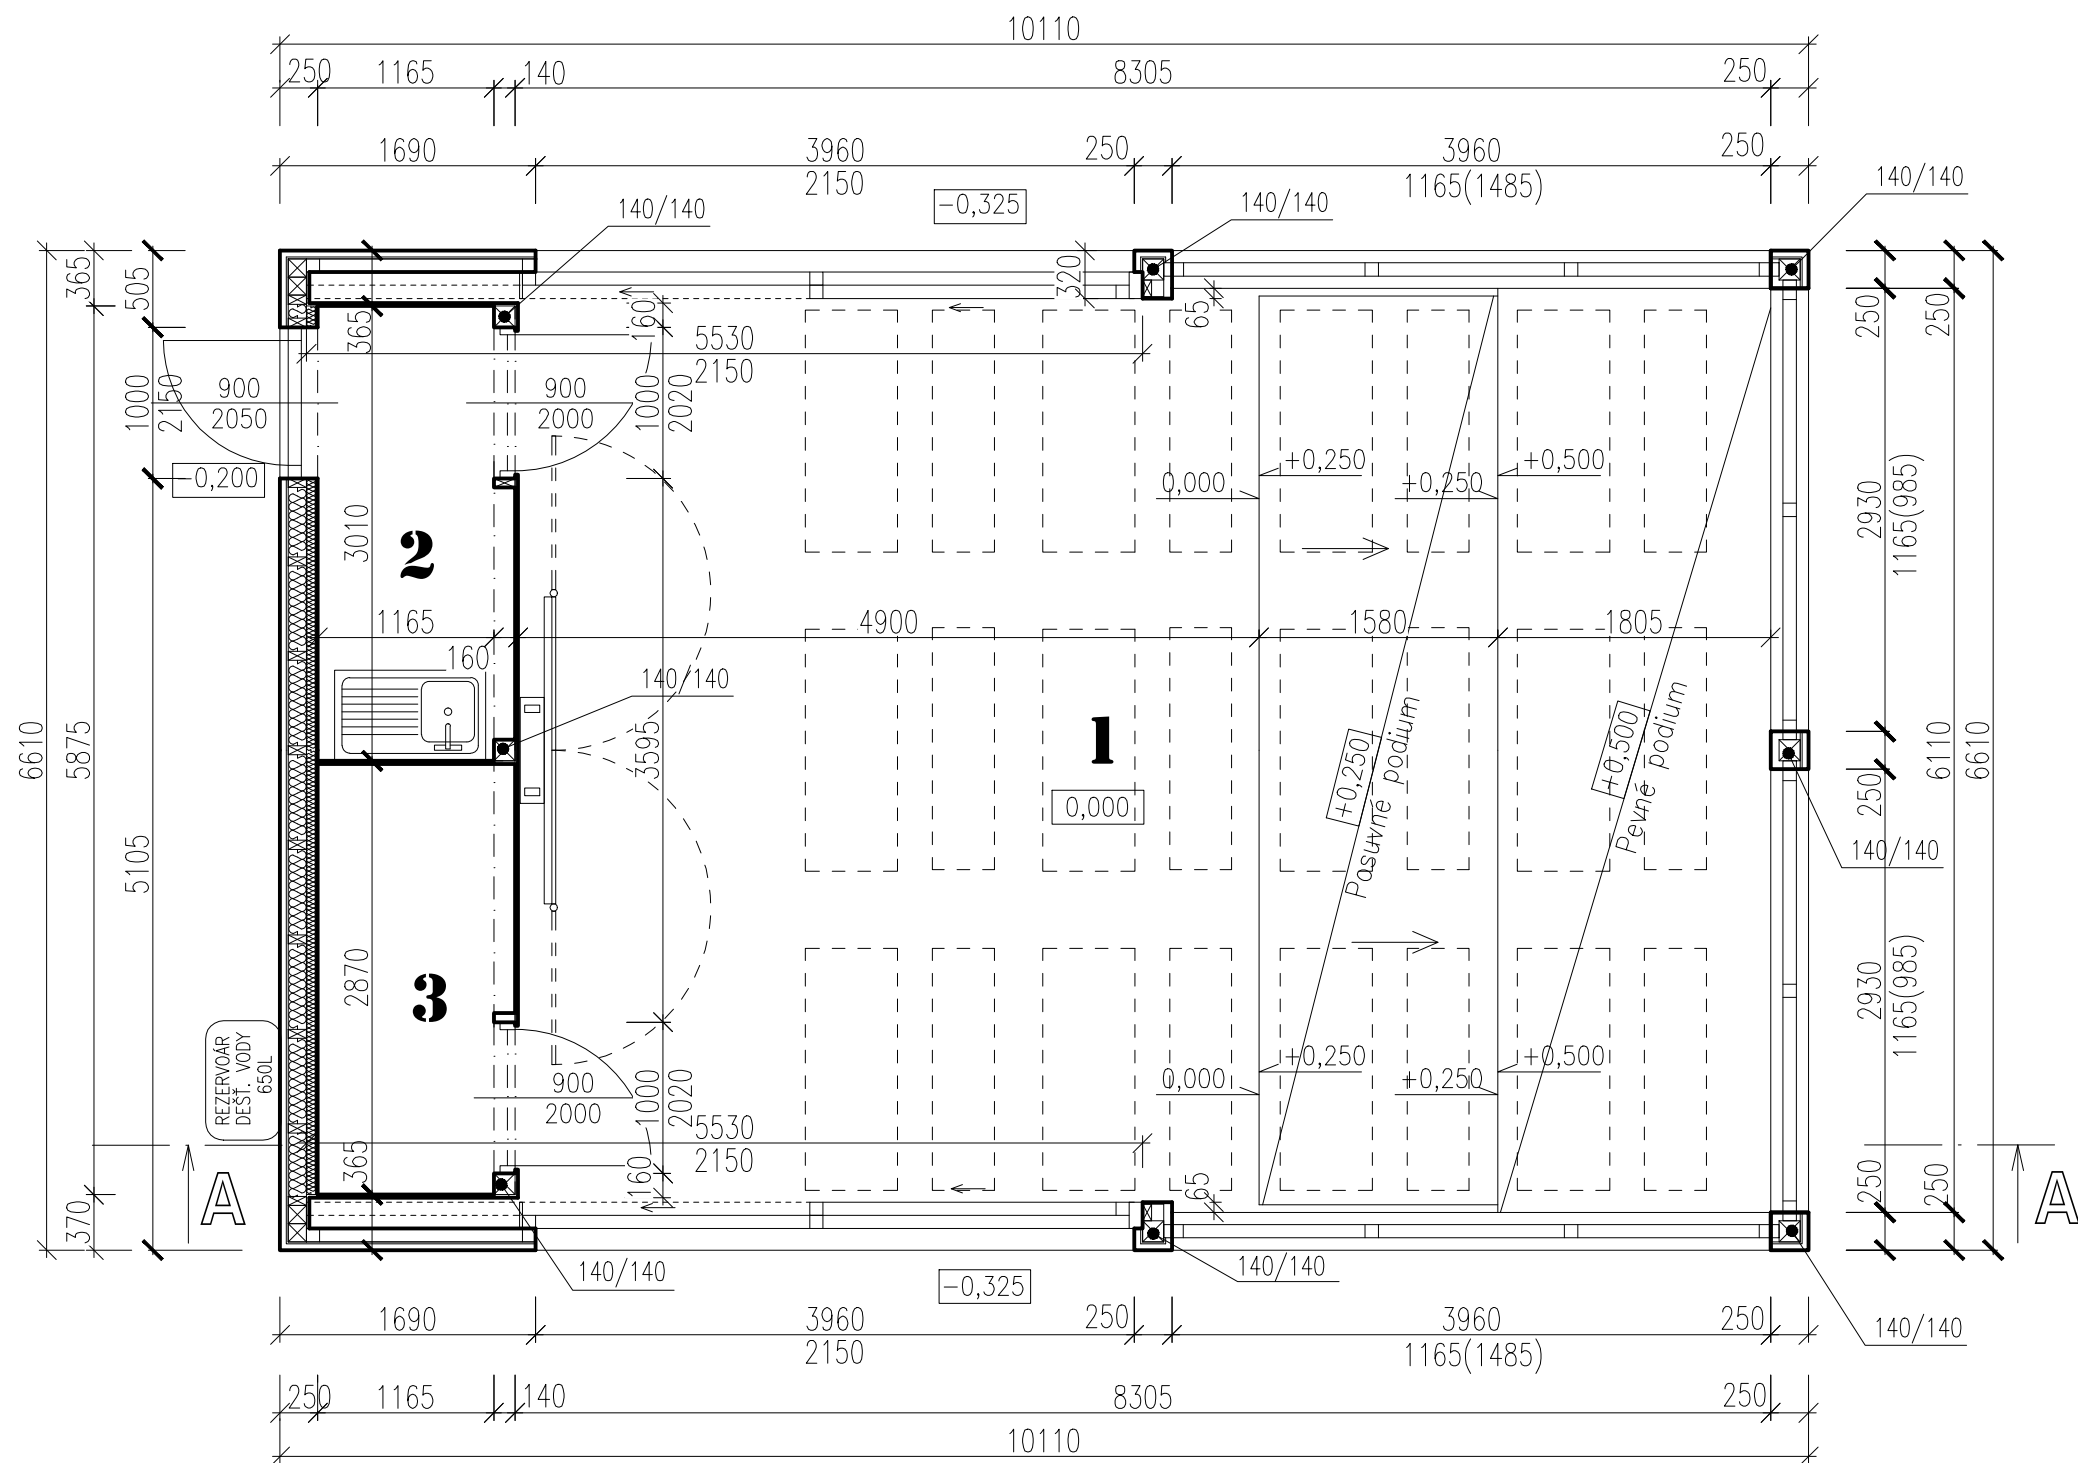 10110
250 1165 140 8305 250
1690 3960 250 3960 250
2150 1165(1485)
140/140 -0,325 140/140 140/140
365 505 365 160 320 65 250 250
5530
2150
1000 2150 900 2050 900 2000 1000 2020
-0,200
+0,250 +0,500
0,000 +0,250
3010 2 2930 1165(985)
1165 4900 1580 1805
160 140/140
6610 5875 3595 1 +0,250 Posuvné podium +0,500 Pevné podium 250 6110 6610
0,000
140/140
5105
2870 3 2930 1165(985)
REZERVOÁR
DEŠŤ. VODY
650L
+0,250 +0,500
0,000 +0,250
900 2000 1000 2020
5530
2150
365 160 65 250 250
A A
370
140/140 -0,325 140/140 140/140
1690 3960 250 3960 250
2150 1165(1485)
250 1165 140 8305 250
10110